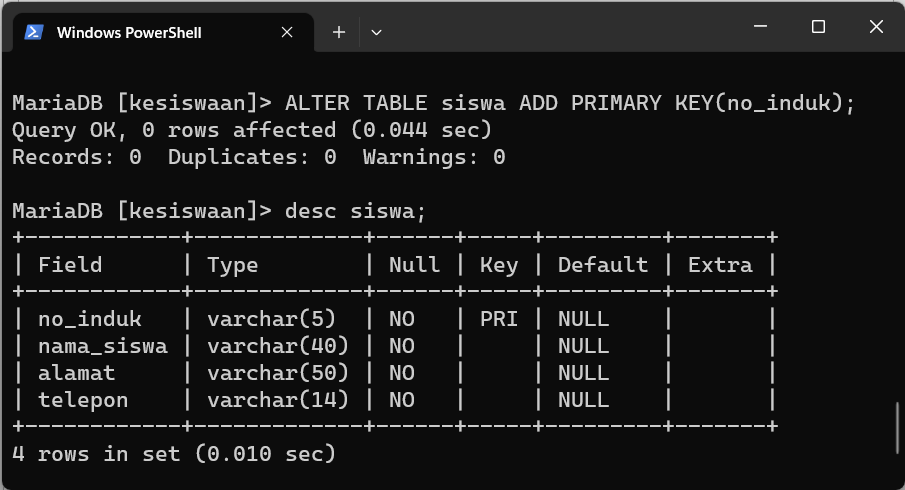 Windows PowerShell
MariaDB [kesiswaan]> ALTER TABLE siswa ADD PRIMARY KEY(no_induk);
Query OK, 0 rows affected (0.044 sec)
Records: 0  Duplicates: 0  Warnings: 0

MariaDB [kesiswaan]> desc siswa;
+------------+-------------+------+-----+---------+-------+
| Field      | Type        | Null | Key | Default | Extra |
+------------+-------------+------+-----+---------+-------+
| no_induk   | varchar(5)  | NO   | PRI | NULL    |       |
| nama_siswa | varchar(40) | NO   |     | NULL    |       |
| alamat     | varchar(50) | NO   |     | NULL    |       |
| telepon    | varchar(14) | NO   |     | NULL    |       |
+------------+-------------+------+-----+---------+-------+
4 rows in set (0.010 sec)